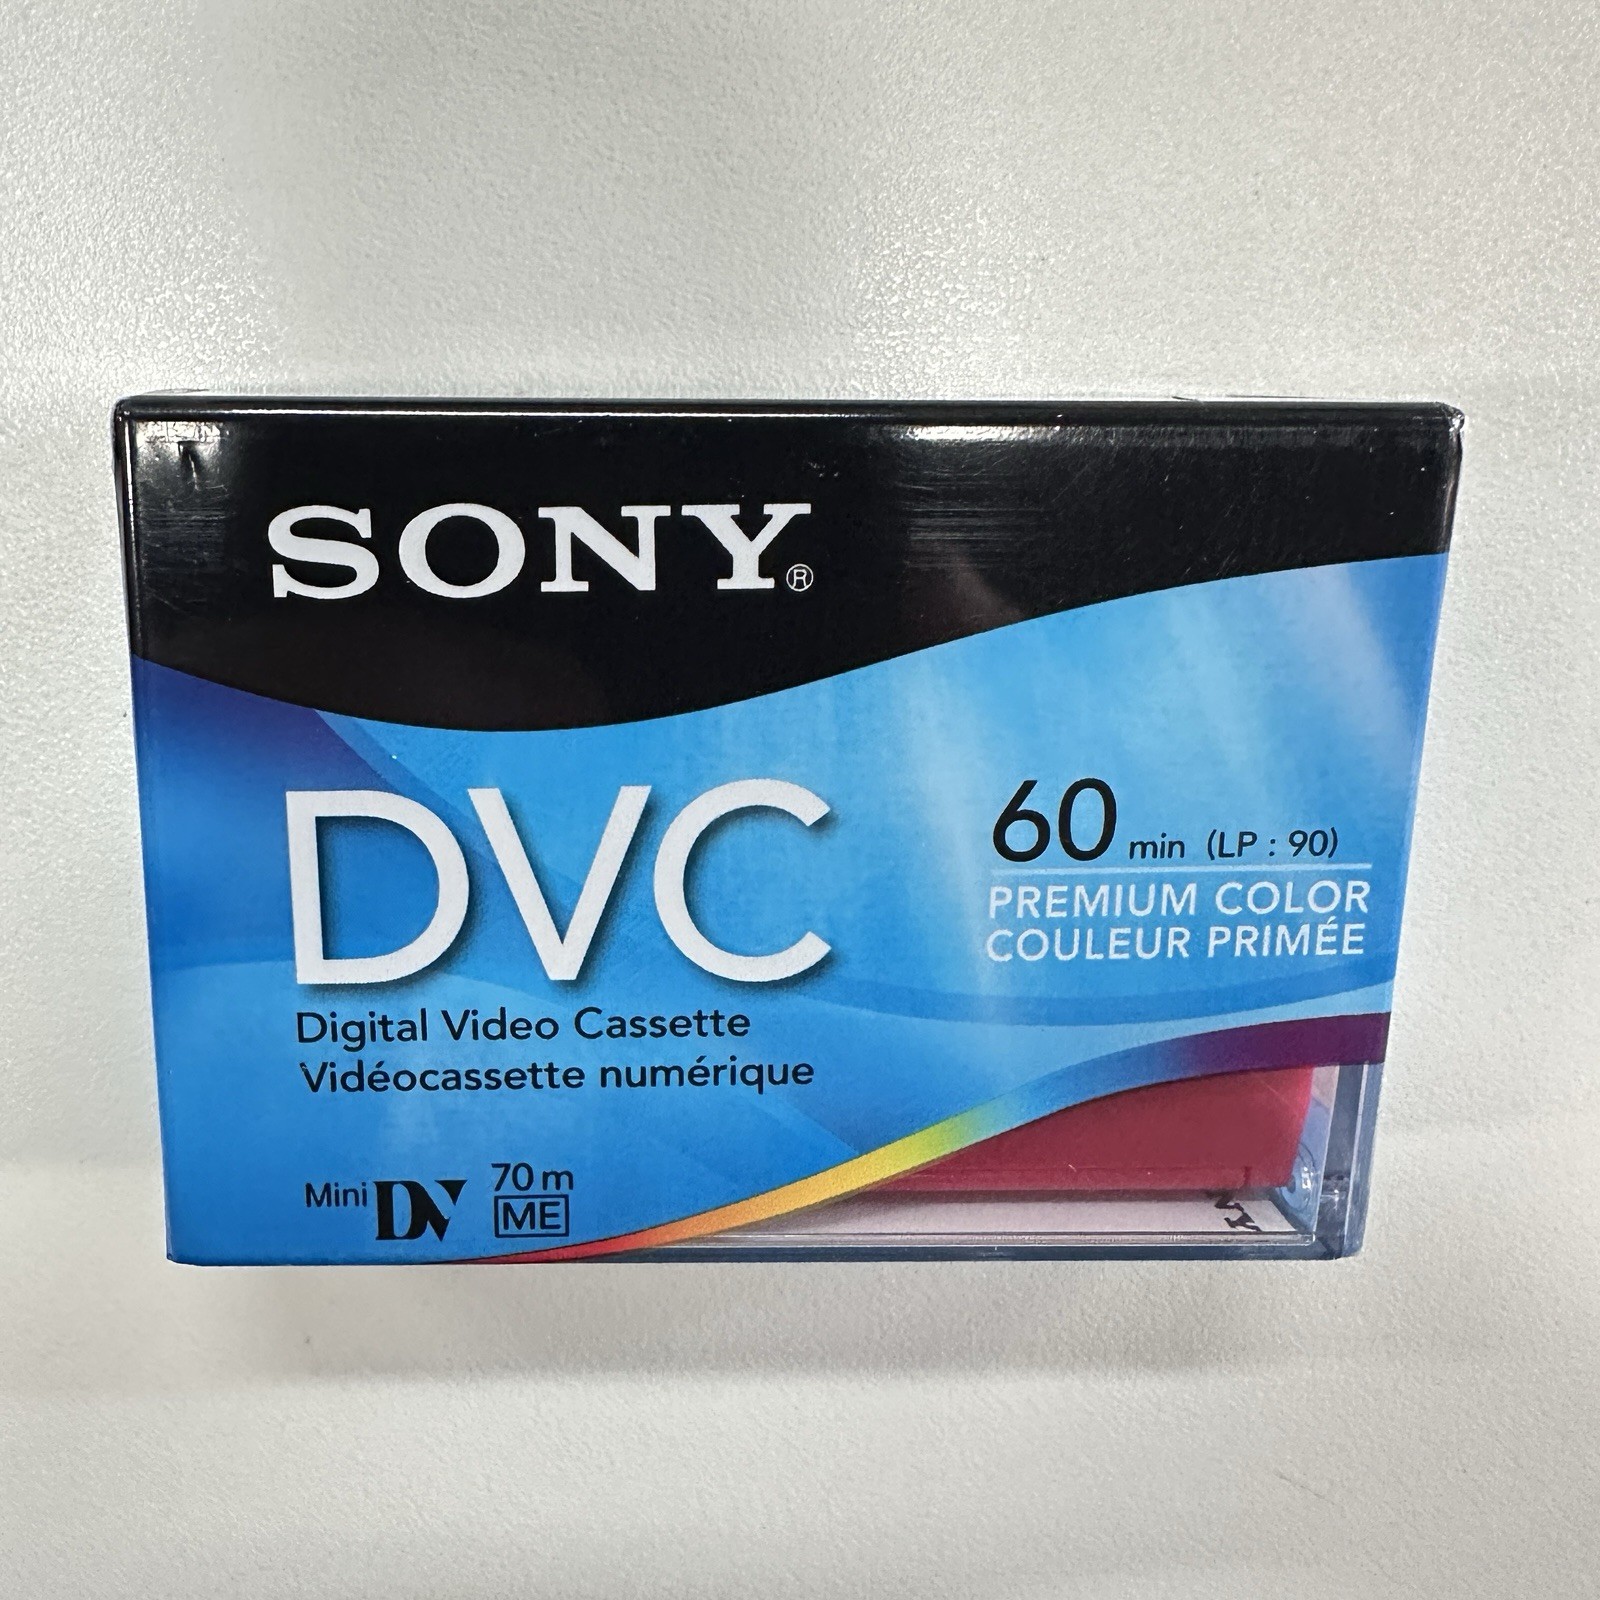 SONY®
DVC
Digital Video Cassette
Vidéocassette numérique
60 min (LP : 90)
PREMIUM COLOR
COULEUR PRIMÉE
Mini DV
70 m
ME